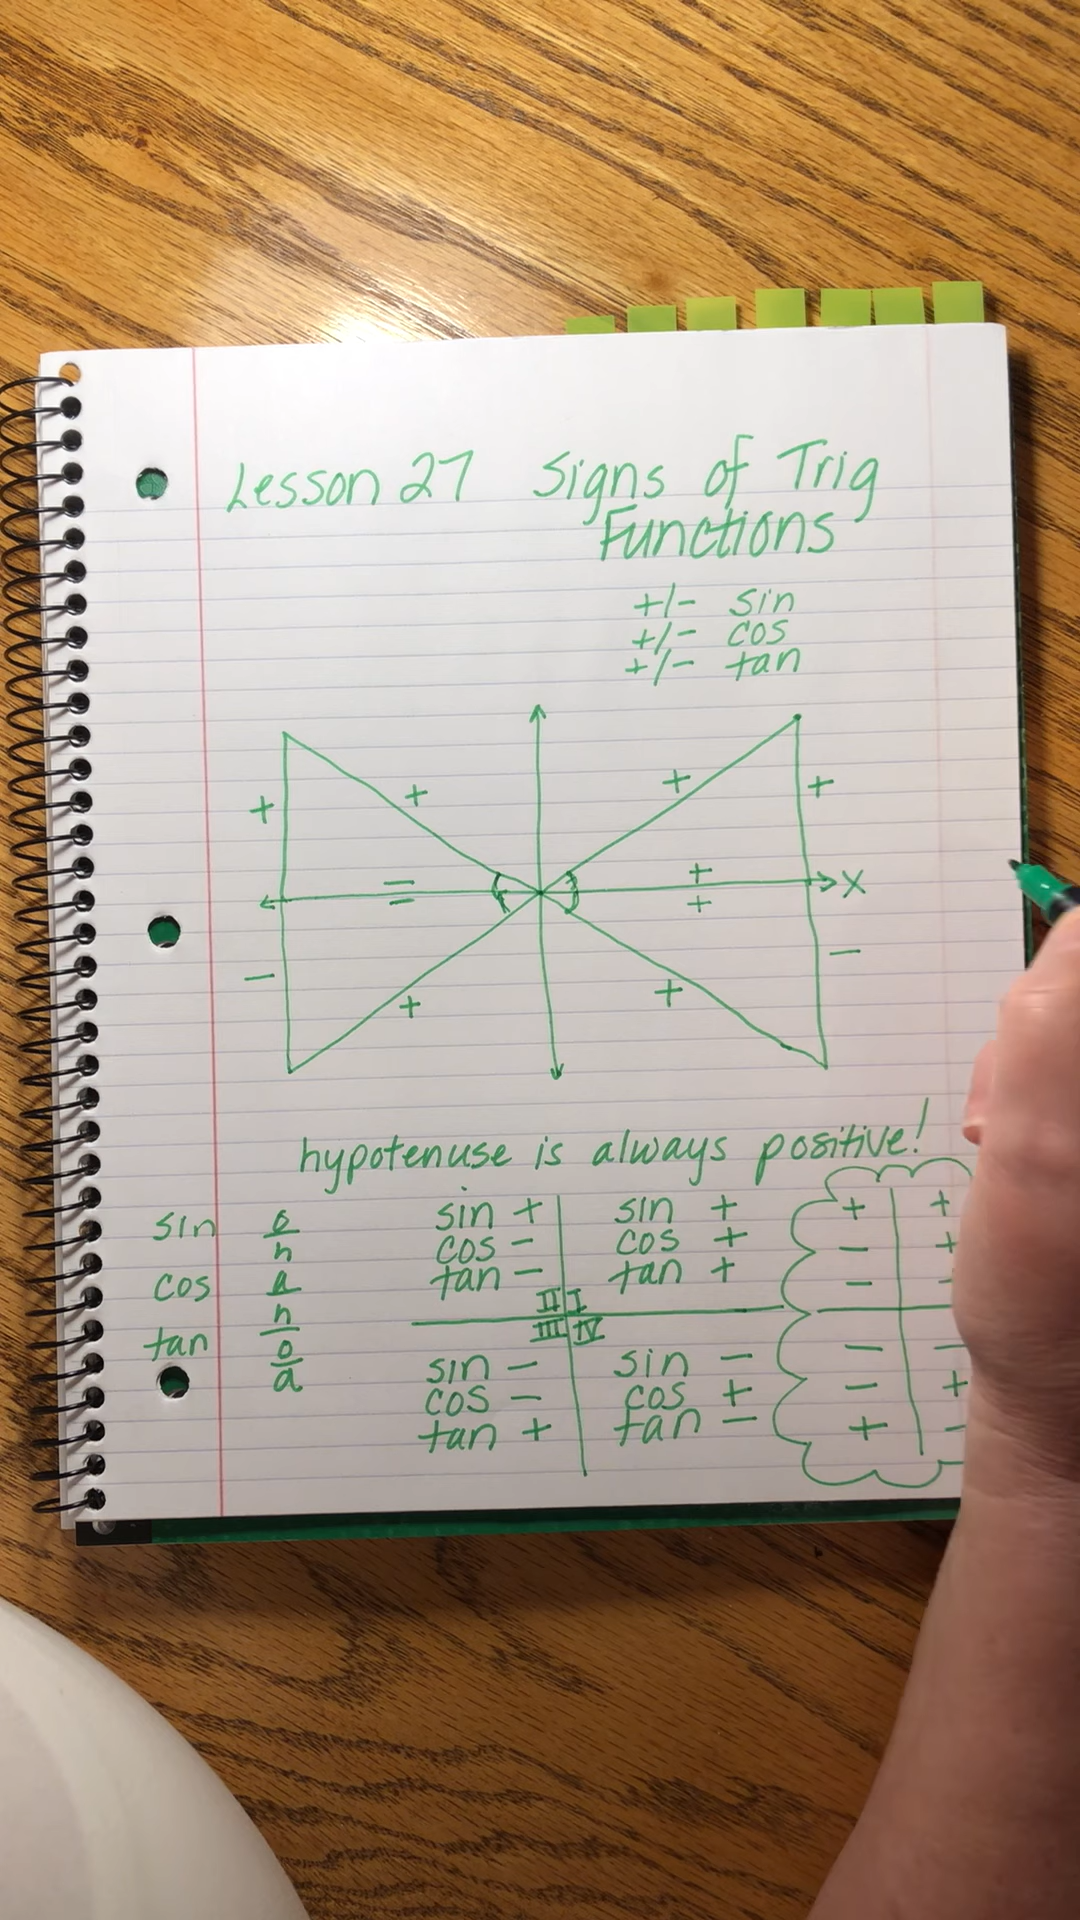 Lesson 27 Signs of Trig
Functions
+/- sin
+/- cos
+/- tan
+ + + +
= + + X
- + + -
hypotenuse is always positive!
sin o/h
cos a/h
tan o/a
sin + sin +
cos - cos +
tan - tan +
II I
III IV
sin - sin -
cos - cos +
tan + tan -
+ +
- +
- -
- -
- +
+ -